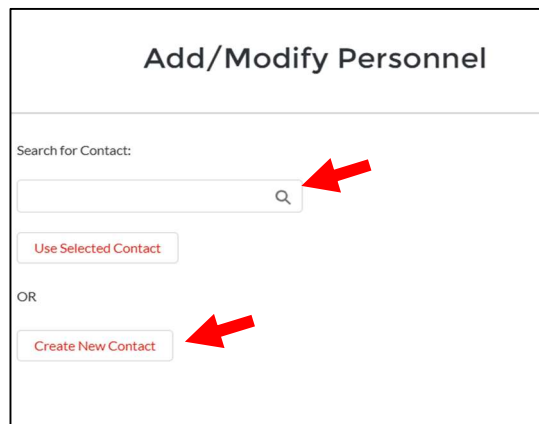 Add/Modify Personnel
Search for Contact:
Use Selected Contact
OR
Create New Contact